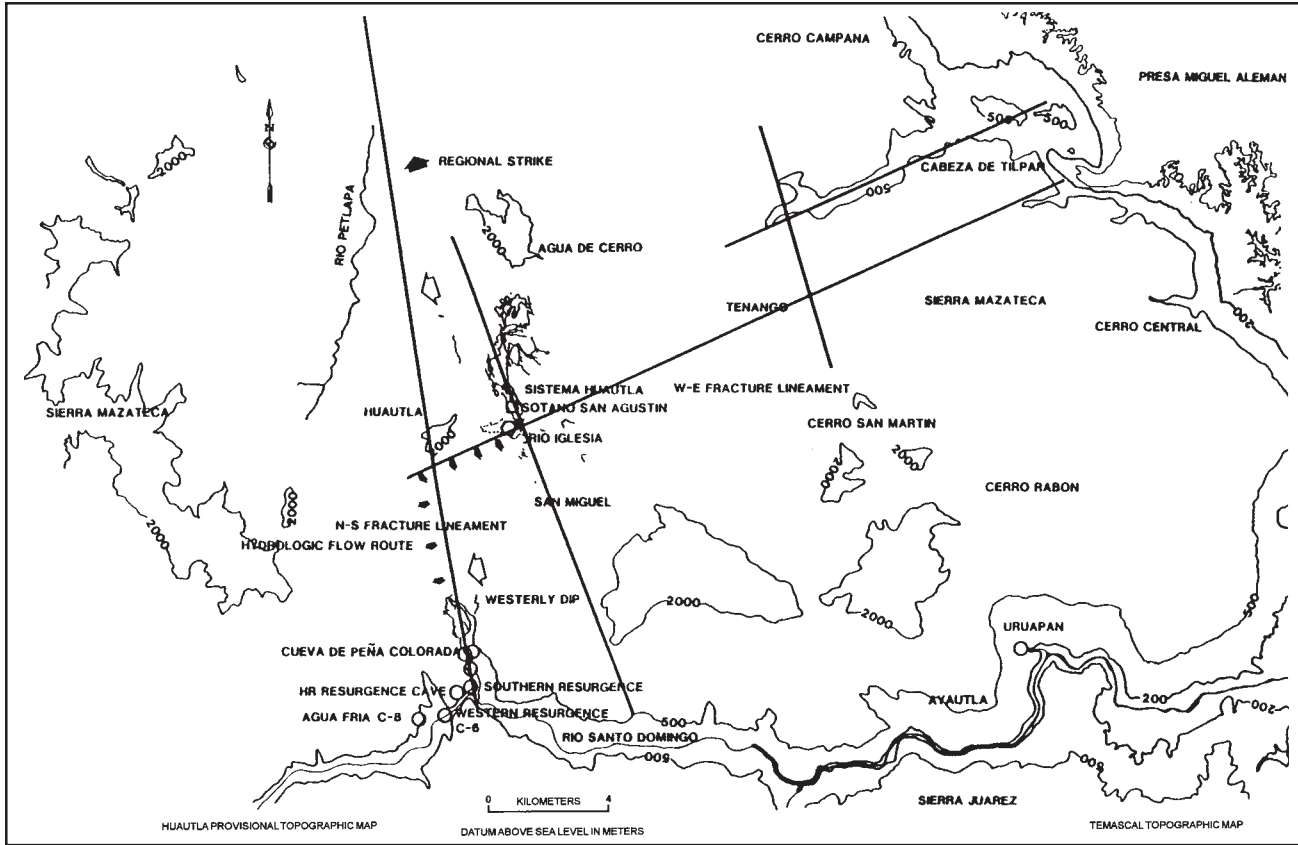 CERRO CAMPANA
PRESA MIGUEL ALEMAN
N
2000
500
500
REGIONAL STRIKE
CABEZA DE TILPAN
500
RIO PETLAPA
2000
AGUA DE CERRO
TENANGO
SIERRA MAZATECA
200
CERRO CENTRAL
SISTEMA HUAUTLA
W-E FRACTURE LINEAMENT
SIERRA MAZATECA
HUAUTLA
SOTANO SAN AGUSTIN
2000
RIO IGLESIA
CERRO SAN MARTIN
2000
2000
CERRO RABON
2000
SAN MIGUEL
2000
N-S FRACTURE LINEAMENT
HYDROLOGIC FLOW ROUTE
WESTERLY DIP
2000
2000
500
URUAPAN
CUEVA DE PEÑA COLORADA
HR RESURGENCE CAVE
SOUTHERN RESURGENCE
AYAUTLA
200
200
AGUA FRIA C-8
WESTERN RESURGENCE
C-6
500
RIO SANTO DOMINGO
500
500
SIERRA JUAREZ
0
KILOMETERS
4
HUAUTLA PROVISIONAL TOPOGRAPHIC MAP
DATUM ABOVE SEA LEVEL IN METERS
TEMASCAL TOPOGRAPHIC MAP